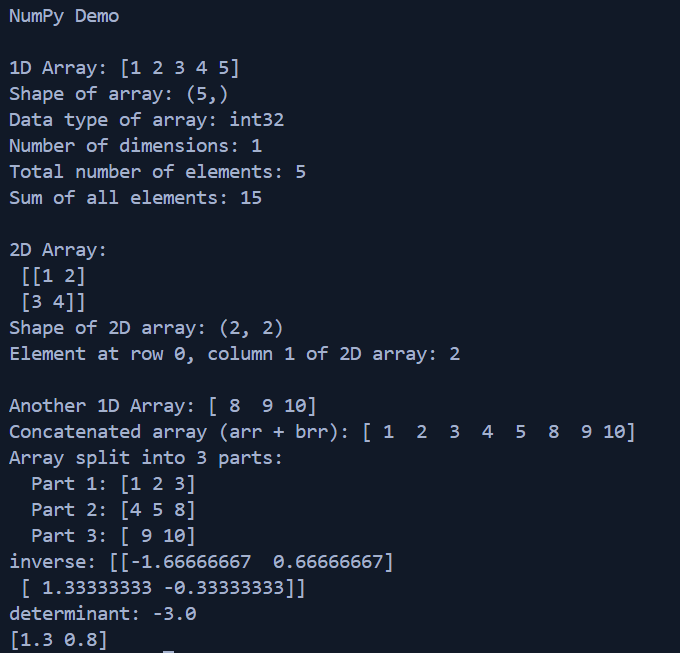 NumPy Demo
1D Array: [1 2 3 4 5]
Shape of array: (5,)
Data type of array: int32
Number of dimensions: 1
Total number of elements: 5
Sum of all elements: 15
2D Array:
 [[1 2]
 [3 4]]
Shape of 2D array: (2, 2)
Element at row 0, column 1 of 2D array: 2
Another 1D Array: [ 8  9 10]
Concatenated array (arr + brr): [ 1  2  3  4  5  8  9 10]
Array split into 3 parts:
  Part 1: [1 2 3]
  Part 2: [4 5 8]
  Part 3: [ 9 10]
inverse: [[-1.66666667  0.66666667]
 [ 1.33333333 -0.33333333]]
determinant: -3.0
[1.3 0.8]